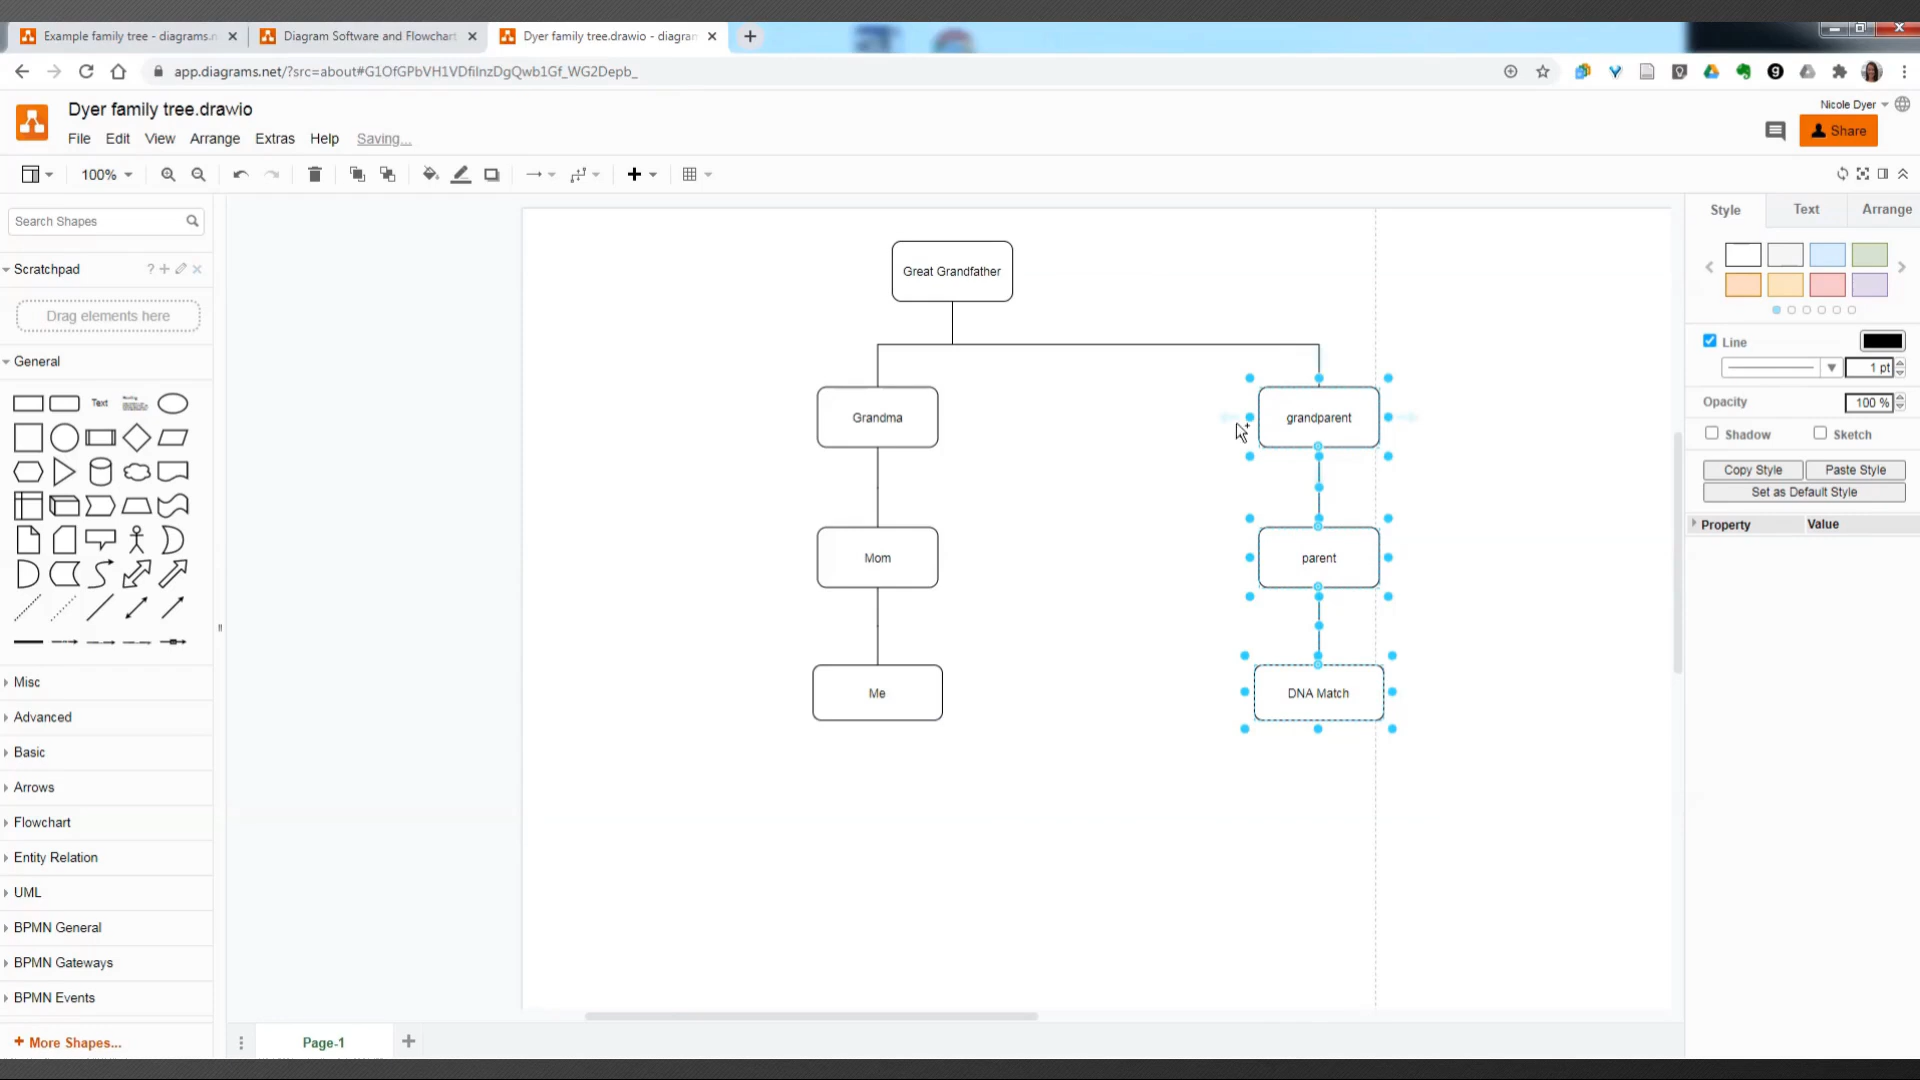 Example family tree - diagrams.n
Diagram Software and Flowchart
Dyer family tree.drawio - diagram
app.diagrams.net/?src=about#G1OfGPbVH1VDfiInzDgQwb1Gf_WG2Depb_
Dyer family tree.drawio
Nicole Dyer
File Edit View Arrange Extras Help Saving...
Share
100%
Search Shapes
Scratchpad
?
Drag elements here
General
Text
Misc
Advanced
Basic
Arrows
Flowchart
Entity Relation
UML
BPMN General
BPMN Gateways
BPMN Events
+ More Shapes...
Great Grandfather
Grandma
grandparent
Mom
parent
Me
DNA Match
Page-1
Style Text Arrange
Line
1 pt
Opacity
100 %
Shadow Sketch
Copy Style Paste Style
Set as Default Style
Property Value